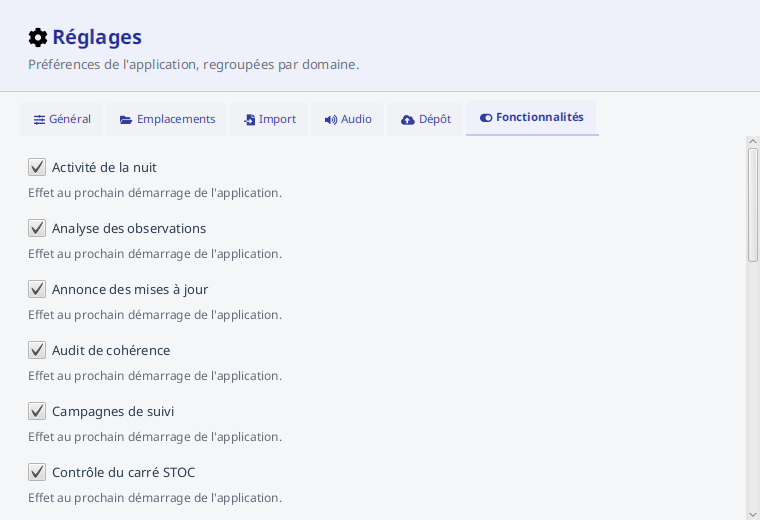 Réglages
Préférences de l'application, regroupées par domaine.
Général
Emplacements
Import
Audio
Dépôt
Fonctionnalités
Activité de la nuit
Effet au prochain démarrage de l'application.
Analyse des observations
Effet au prochain démarrage de l'application.
Annonce des mises à jour
Effet au prochain démarrage de l'application.
Audit de cohérence
Effet au prochain démarrage de l'application.
Campagnes de suivi
Effet au prochain démarrage de l'application.
Contrôle du carré STOC
Effet au prochain démarrage de l'application.